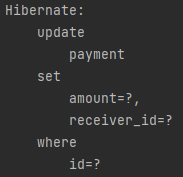 Hibernate:
    update
        payment
    set
        amount=?,
        receiver_id=?
    where
        id=?